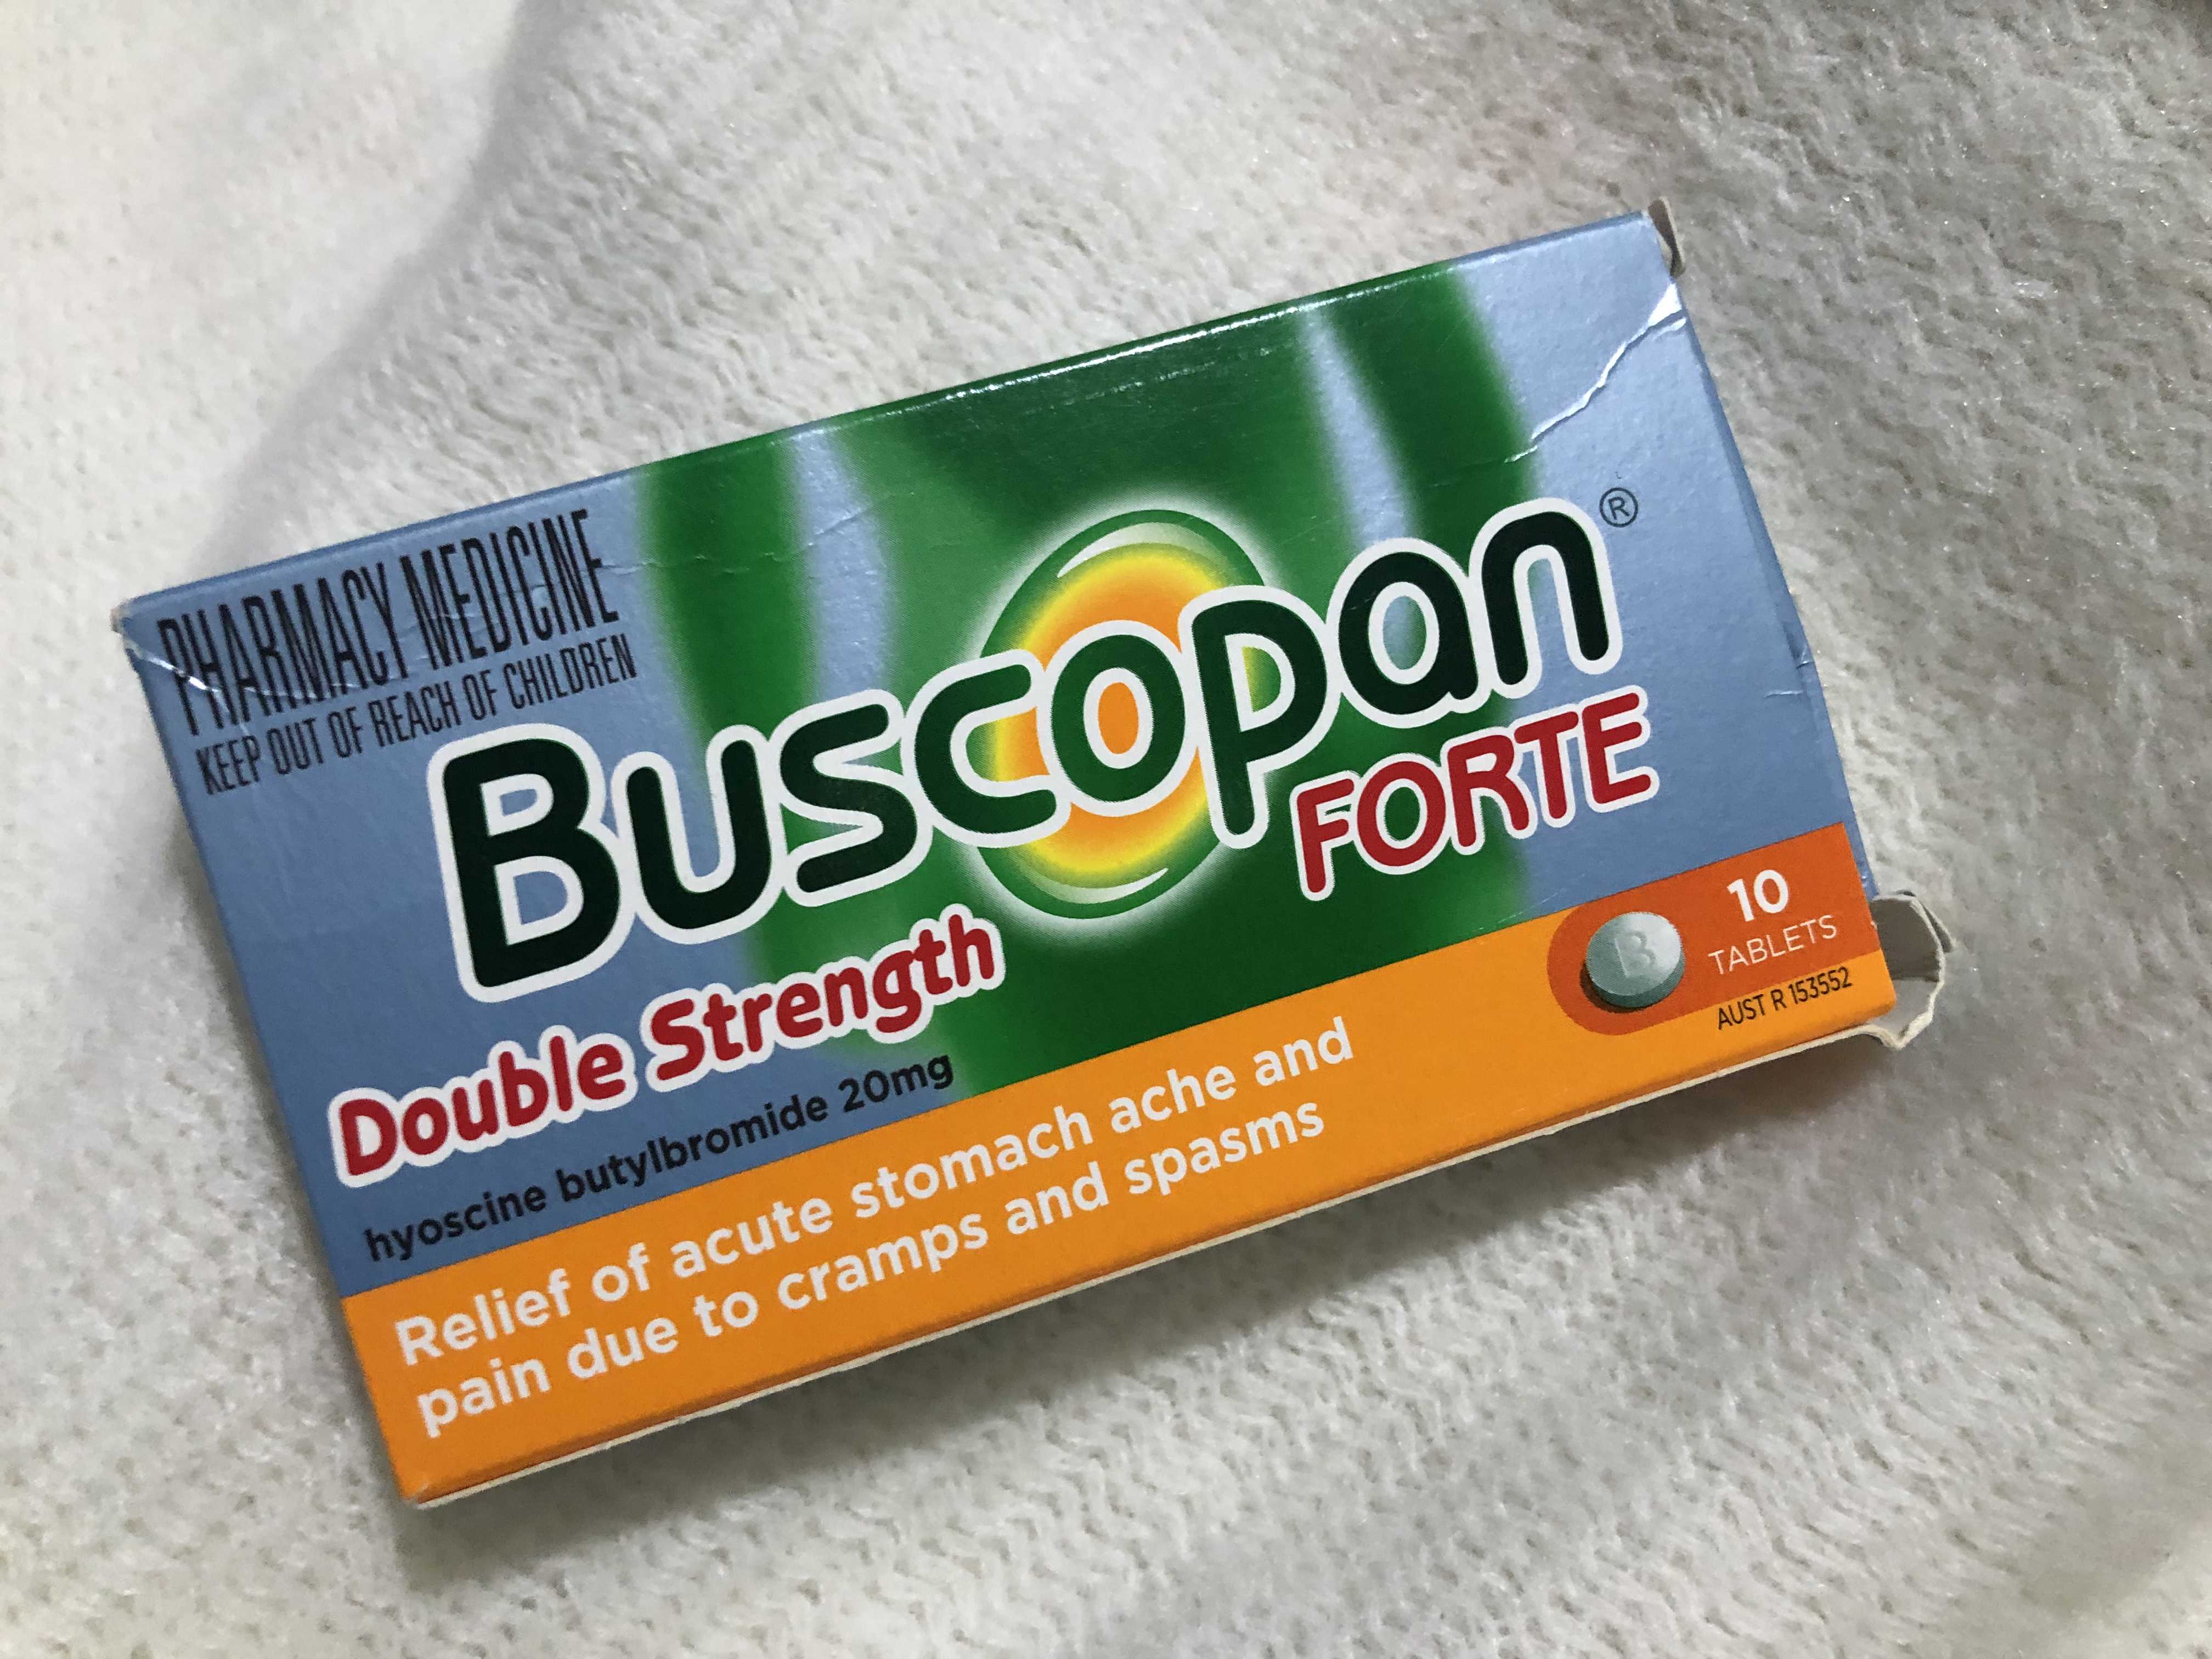 PHARMACY MEDICINE
KEEP OUT OF REACH OF CHILDREN
Buscopan®
FORTE
Double Strength
hyoscine butylbromide 20mg
Relief of acute stomach ache and
pain due to cramps and spasms
B
10
TABLETS
AUST R 153552